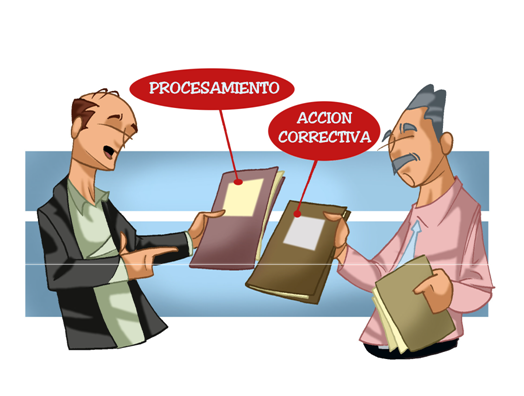 PROCESAMIENTO
ACCION
CORRECTIVA